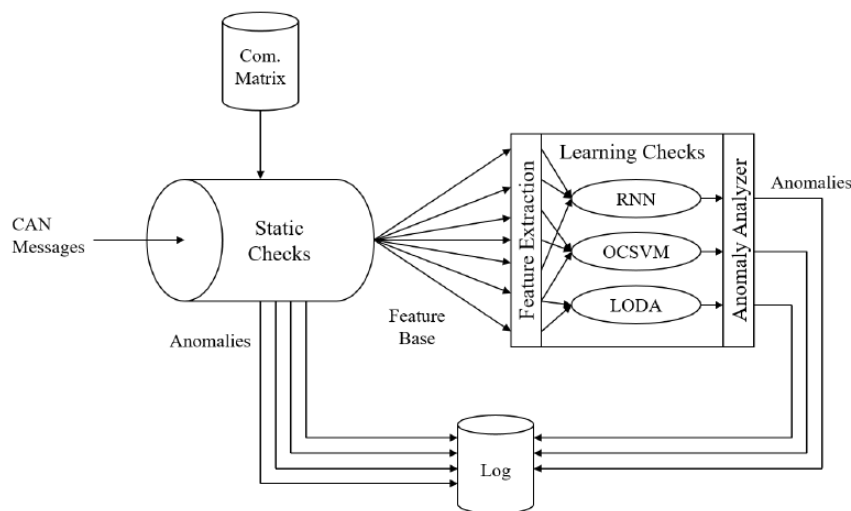 Com.
Matrix
CAN
Messages
Static
Checks
Anomalies
Feature
Base
Feature Extraction
Learning Checks
RNN
OCSVM
LODA
Anomaly Analyzer
Anomalies
Log